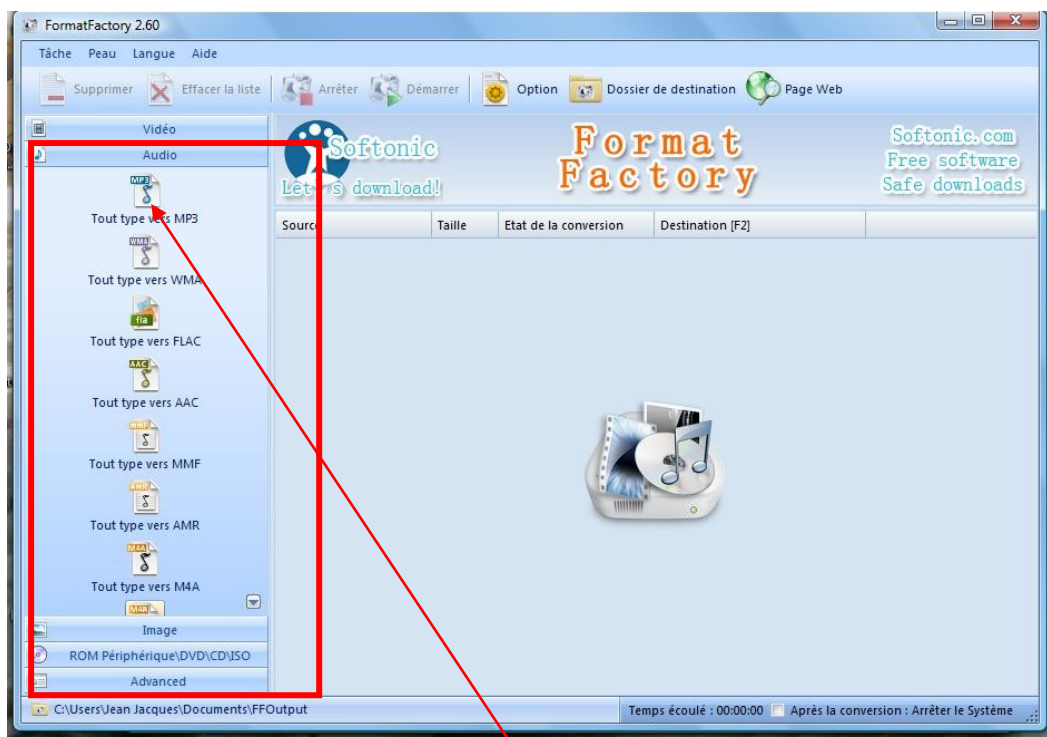 FormatFactory 2.60
Tâche Peau Langue Aide
Supprimer Effacer la liste Arrêter Démarrer Option Dossier de destination Page Web
Vidéo
Audio
MP3
Tout type vers MP3
WMA
Tout type vers WMA
fla
Tout type vers FLAC
AAC
Tout type vers AAC
MMF
Tout type vers MMF
AMR
Tout type vers AMR
M4A
Tout type vers M4A
M4R
Image
ROM Périphérique\DVD\CD\ISO
Advanced
Softonic
Let's download!
Format
Factory
Softonic.com
Free software
Safe downloads
Source Taille Etat de la conversion Destination [F2]
C:\Users\Jean Jacques\Documents\FFOutput Temps écoulé : 00:00:00 Après la conversion : Arrêter le Système